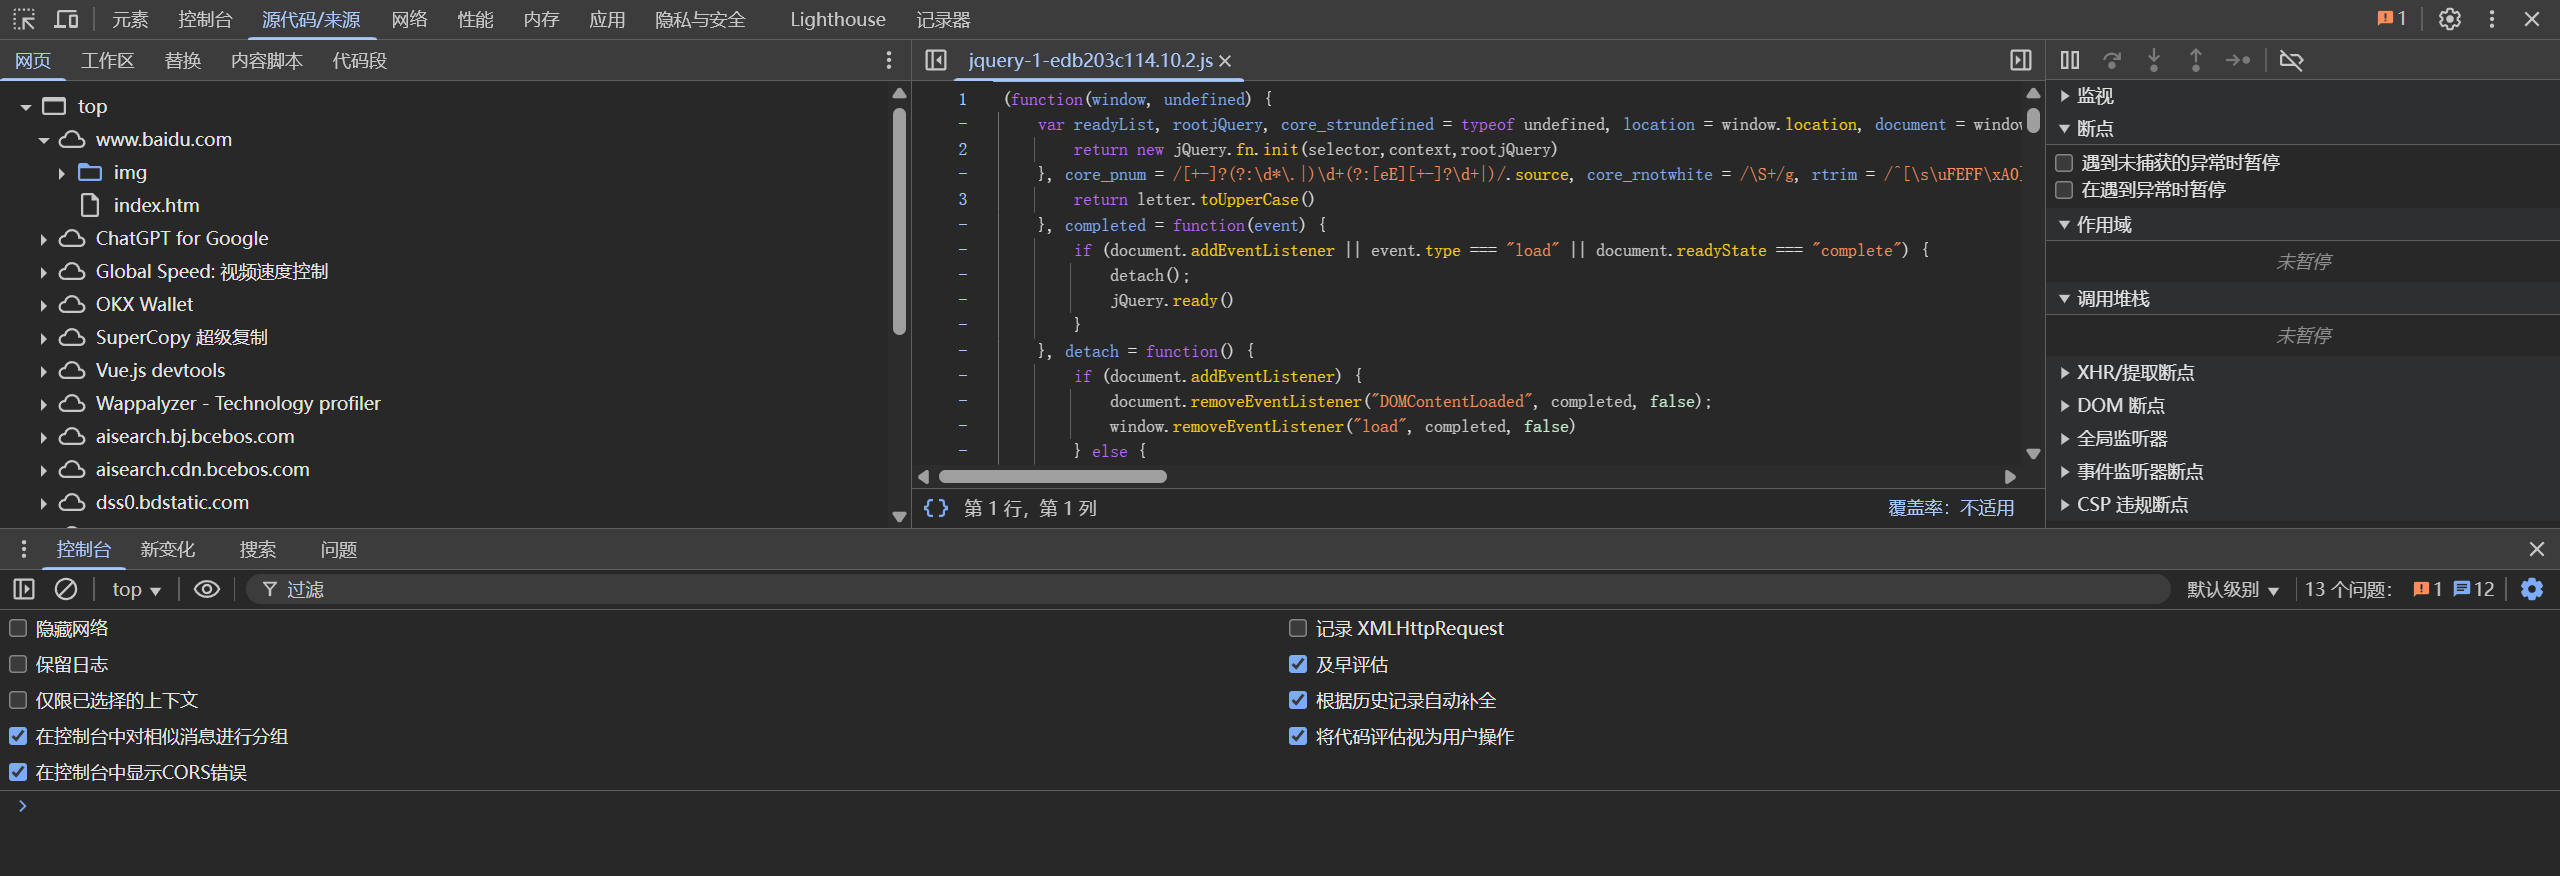 元素 控制台 源代码/来源 网络 性能 内存 应用 隐私与安全 Lighthouse 记录器 1
网页 工作区 替换 内容脚本 代码段
top
www.baidu.com
img
index.htm
ChatGPT for Google
Global Speed: 视频速度控制
OKX Wallet
SuperCopy 超级复制
Vue.js devtools
Wappalyzer - Technology profiler
aisearch.bj.bcebos.com
aisearch.cdn.bcebos.com
dss0.bdstatic.com
jquery-1-edb203c114.10.2.js
1 (function(window, undefined) {
- var readyList, rootjQuery, core_strundefined = typeof undefined, location = window.location, document = window
2 return new jQuery.fn.init(selector,context,rootjQuery)
- }, core_pnum = /[+-]?(?:\d*\.|)\d+(?:[eE][+-]?\d+|)/.source, core_rnotwhite = /\S+/g, rtrim = /^[\s\uFEFF\xA0]
3 return letter.toUpperCase()
- }, completed = function(event) {
- if (document.addEventListener || event.type === "load" || document.readyState === "complete") {
- detach();
- jQuery.ready()
- }
- }, detach = function() {
- if (document.addEventListener) {
- document.removeEventListener("DOMContentLoaded", completed, false);
- window.removeEventListener("load", completed, false)
- } else {
{} 第 1 行，第 1 列 覆盖率：不适用
监视
断点
遇到未捕获的异常时暂停
在遇到异常时暂停
作用域
未暂停
调用堆栈
未暂停
XHR/提取断点
DOM 断点
全局监听器
事件监听器断点
CSP 违规断点
控制台 新变化 搜索 问题
top 过滤 默认级别 13 个问题： 1 12
隐藏网络
保留日志
仅限已选择的上下文
在控制台中对相似消息进行分组
在控制台中显示CORS错误
记录 XMLHttpRequest
及早评估
根据历史记录自动补全
将代码评估视为用户操作